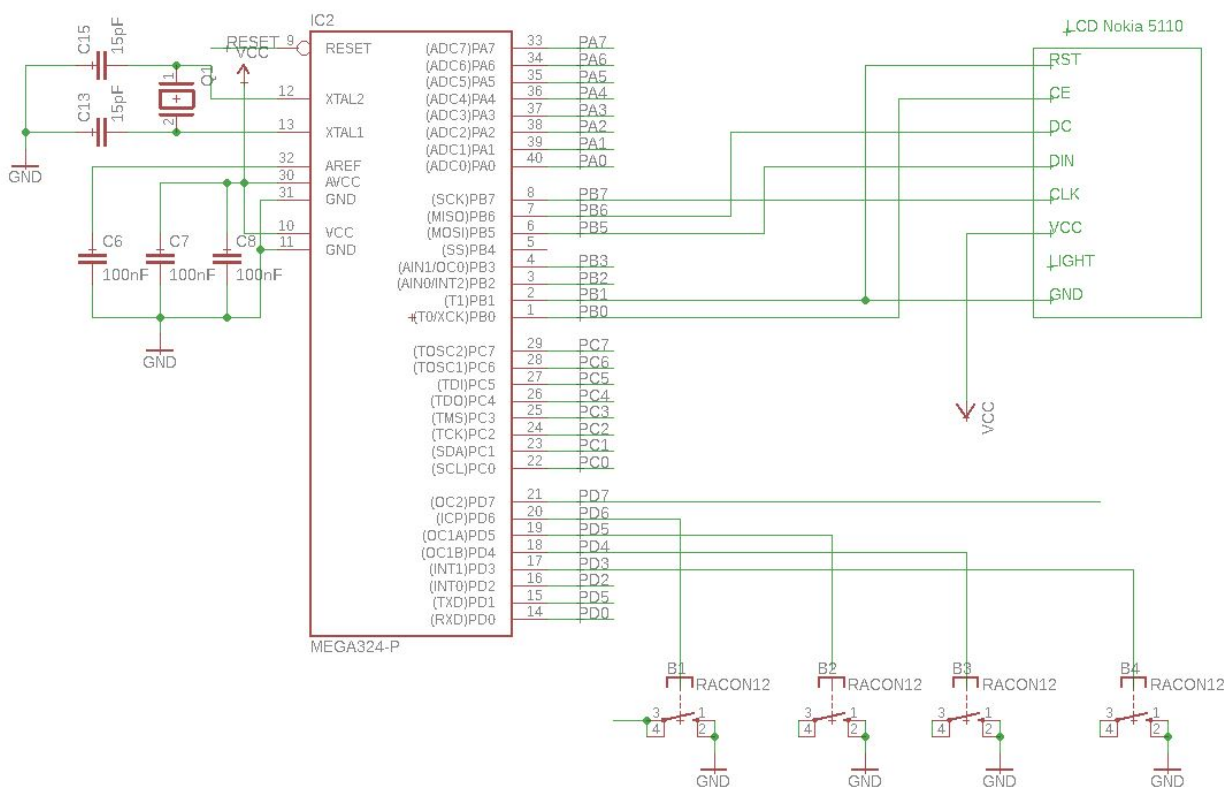 IC2
LCD Nokia 5110
C15
15pF
C13
15pF
Q1
1
2
GND
RESET
VCC
9
RESET
12
XTAL2
13
XTAL1
32
AREF
30
AVCC
31
GND
10
VCC
11
GND
C6
100nF
C7
100nF
C8
100nF
GND
(ADC7)PA7 33 PA7
(ADC6)PA6 34 PA6
(ADC5)PA5 35 PA5
(ADC4)PA4 36 PA4
(ADC3)PA3 37 PA3
(ADC2)PA2 38 PA2
(ADC1)PA1 39 PA1
(ADC0)PA0 40 PA0
(SCK)PB7 8 PB7
(MISO)PB6 7 PB6
(MOSI)PB5 6 PB5
(SS)PB4 5
(AIN1/OC0)PB3 4 PB3
(AIN0/INT2)PB2 3 PB2
(T1)PB1 2 PB1
(T0/XCK)PB0 1 PB0
(TOSC2)PC7 29 PC7
(TOSC1)PC6 28 PC6
(TDI)PC5 27 PC5
(TDO)PC4 26 PC4
(TMS)PC3 25 PC3
(TCK)PC2 24 PC2
(SDA)PC1 23 PC1
(SCL)PC0 22 PC0
(OC2)PD7 21 PD7
(ICP)PD6 20 PD6
(OC1A)PD5 19 PD5
(OC1B)PD4 18 PD4
(INT1)PD3 17 PD3
(INT0)PD2 16 PD2
(TXD)PD1 15 PD5
(RXD)PD0 14 PD0
MEGA324-P
RST
CE
DC
DIN
CLK
VCC
LIGHT
GND
VCC
B1
RACON12
3 1
4 2
GND
B2
RACON12
3 1
4 2
GND
B3
RACON12
3 1
4 2
GND
B4
RACON12
3 1
4 2
GND